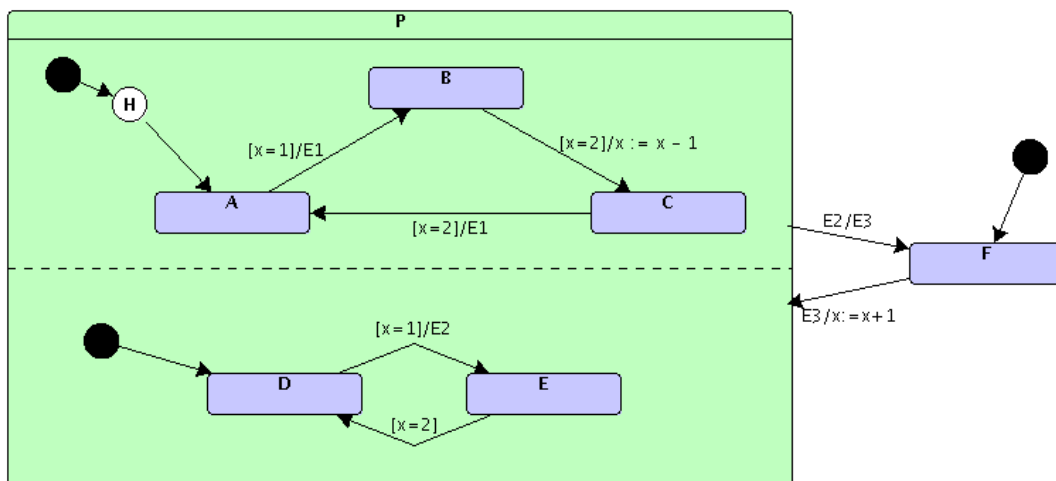 P
H
B
[x=1]/E1
[x=2]/x := x - 1
A
C
[x=2]/E1
E2/E3
F
E3/x:=x+1
[x=1]/E2
D
E
[x=2]